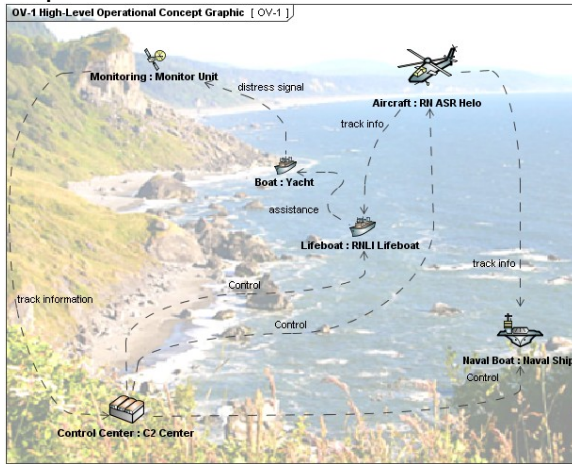 OV-1 High-Level Operational Concept Graphic [ OV-1 ]
Monitoring : Monitor Unit
distress signal
Aircraft : RN ASR Helo
track info
Boat : Yacht
assistance
Lifeboat : RNLI Lifeboat
track info
Control
track information
Control
Naval Boat : Naval Ship
Control
Control Center : C2 Center